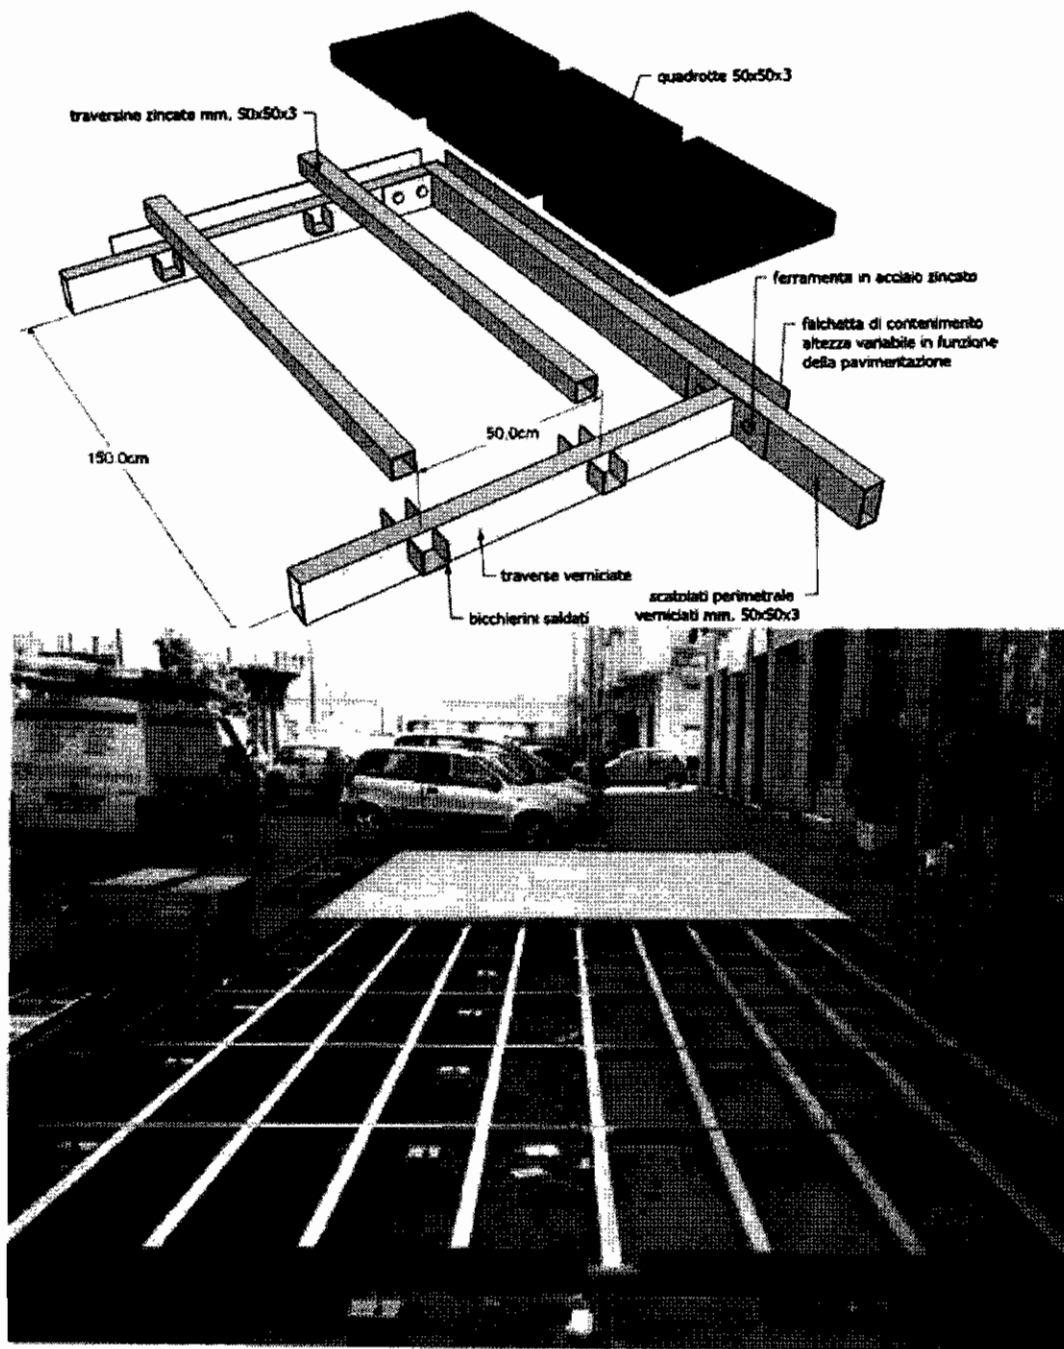 quadrotte 50x50x3
traversine zincate mm. 50x50x3
ferramenta in acciaio zincato
falchetta di contenimento
altezza variabile in funzione
della pavimentazione
50,0cm
150,0cm
traverse verniciate
scatolati perimetrale
verniciati mm. 50x50x3
bicchierini saldati